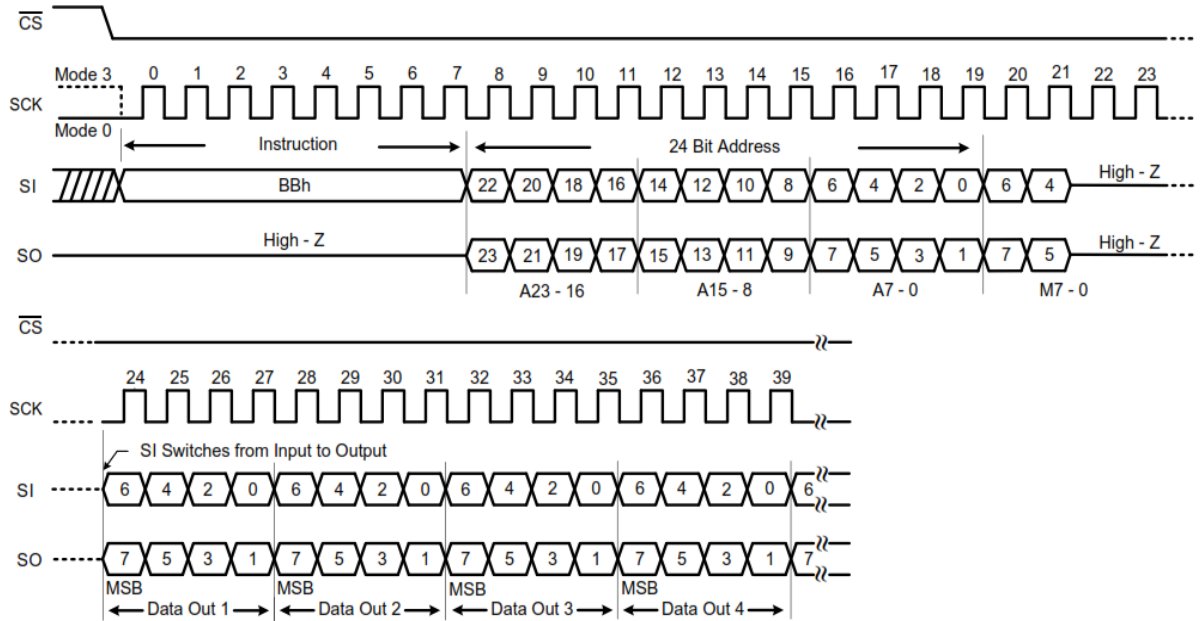 CS
Mode 3 0 1 2 3 4 5 6 7 8 9 10 11 12 13 14 15 16 17 18 19 20 21 22 23
SCK
Mode 0
Instruction 24 Bit Address
SI BBh 22 20 18 16 14 12 10 8 6 4 2 0 6 4 High - Z
SO High - Z 23 21 19 17 15 13 11 9 7 5 3 1 7 5 High - Z
A23 - 16 A15 - 8 A7 - 0 M7 - 0
CS
24 25 26 27 28 29 30 31 32 33 34 35 36 37 38 39
SCK
SI Switches from Input to Output
SI 6 4 2 0 6 4 2 0 6 4 2 0 6 4 2 0 6
SO 7 5 3 1 7 5 3 1 7 5 3 1 7 5 3 1 7
MSB MSB MSB MSB
Data Out 1 Data Out 2 Data Out 3 Data Out 4